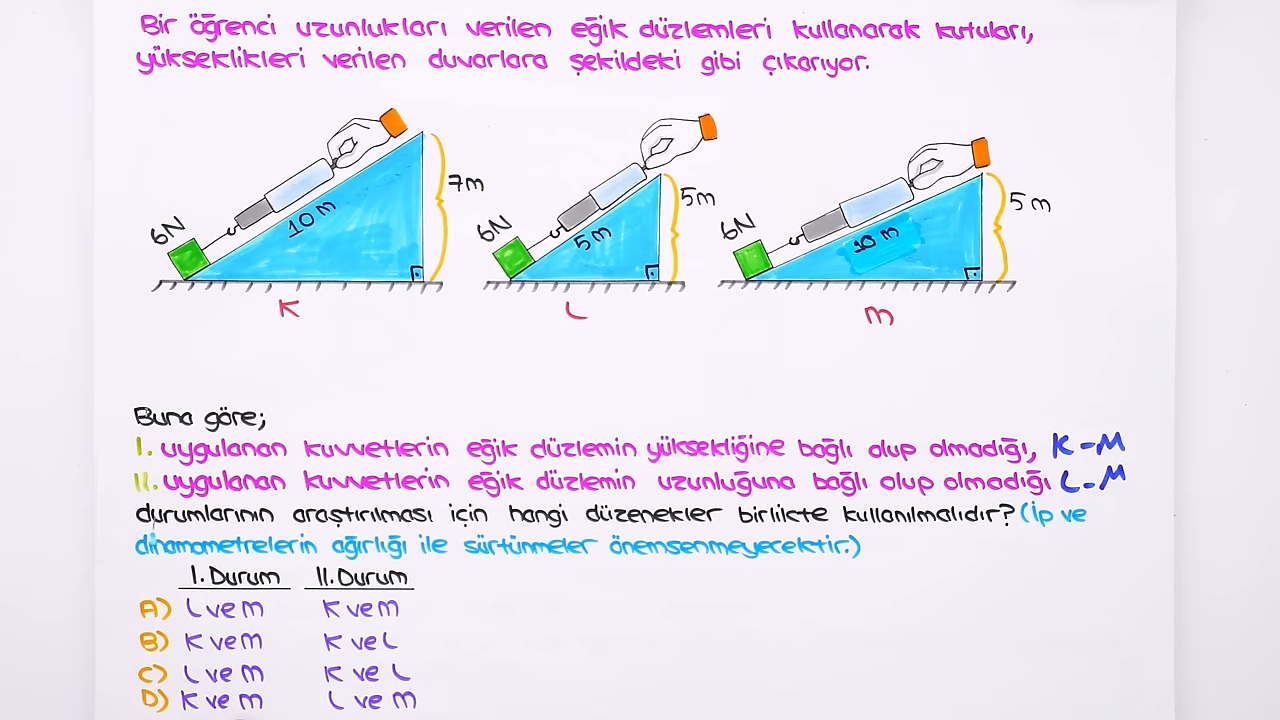 Bir öğrenci uzunlukları verilen eğik düzlemleri kullanarak kutuları,
yükseklikleri verilen duvarlara şekildeki gibi çıkarıyor.
6N 10 m 7m
6N 5 m 5m
6N 10 m 5 m
K L M
Buna göre;
I. uygulanan kuvvetlerin eğik düzlemin yüksekliğine bağlı olup olmadığı, K-M
II. uygulanan kuvvetlerin eğik düzlemin uzunluğuna bağlı olup olmadığı L-M
durumlarının araştırılması için hangi düzenekler birlikte kullanılmalıdır? (İp ve
dinamometrelerin ağırlığı ile sürtünmeler önemsenmeyecektir.)
I. Durum II. Durum
A) L ve m K ve m
B) K ve m K ve L
C) L ve m K ve L
D) K ve m L ve m